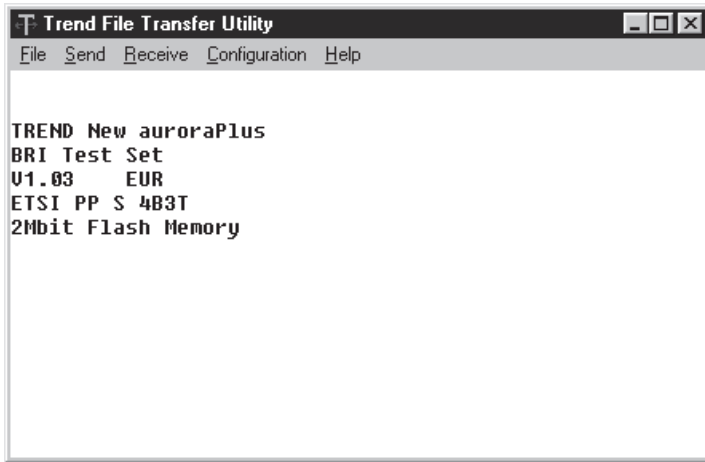 Trend File Transfer Utility
File Send Receive Configuration Help
TREND New auroraPlus
BRI Test Set
V1.03    EUR
ETSI PP S 4B3T
2Mbit Flash Memory